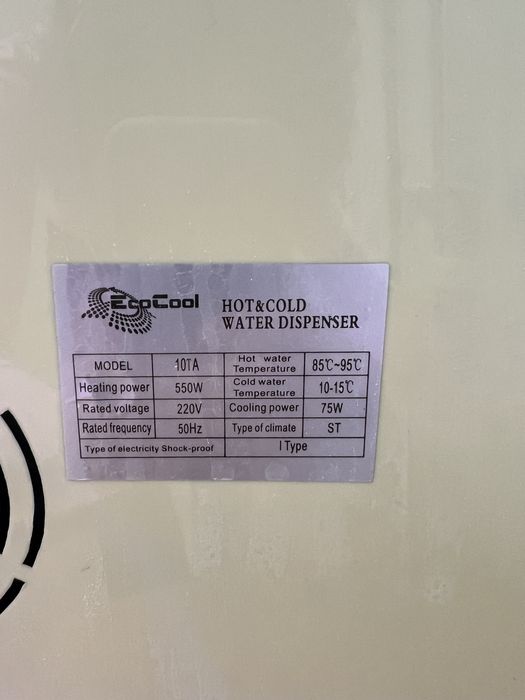 EcoCool
HOT&COLD
WATER DISPENSER
MODEL 10TA Hot water Temperature 85℃~95℃
Heating power 550W Cold water Temperature 10-15℃
Rated voltage 220V Cooling power 75W
Rated frequency 50Hz Type of climate ST
Type of electricity Shock-proof I Type